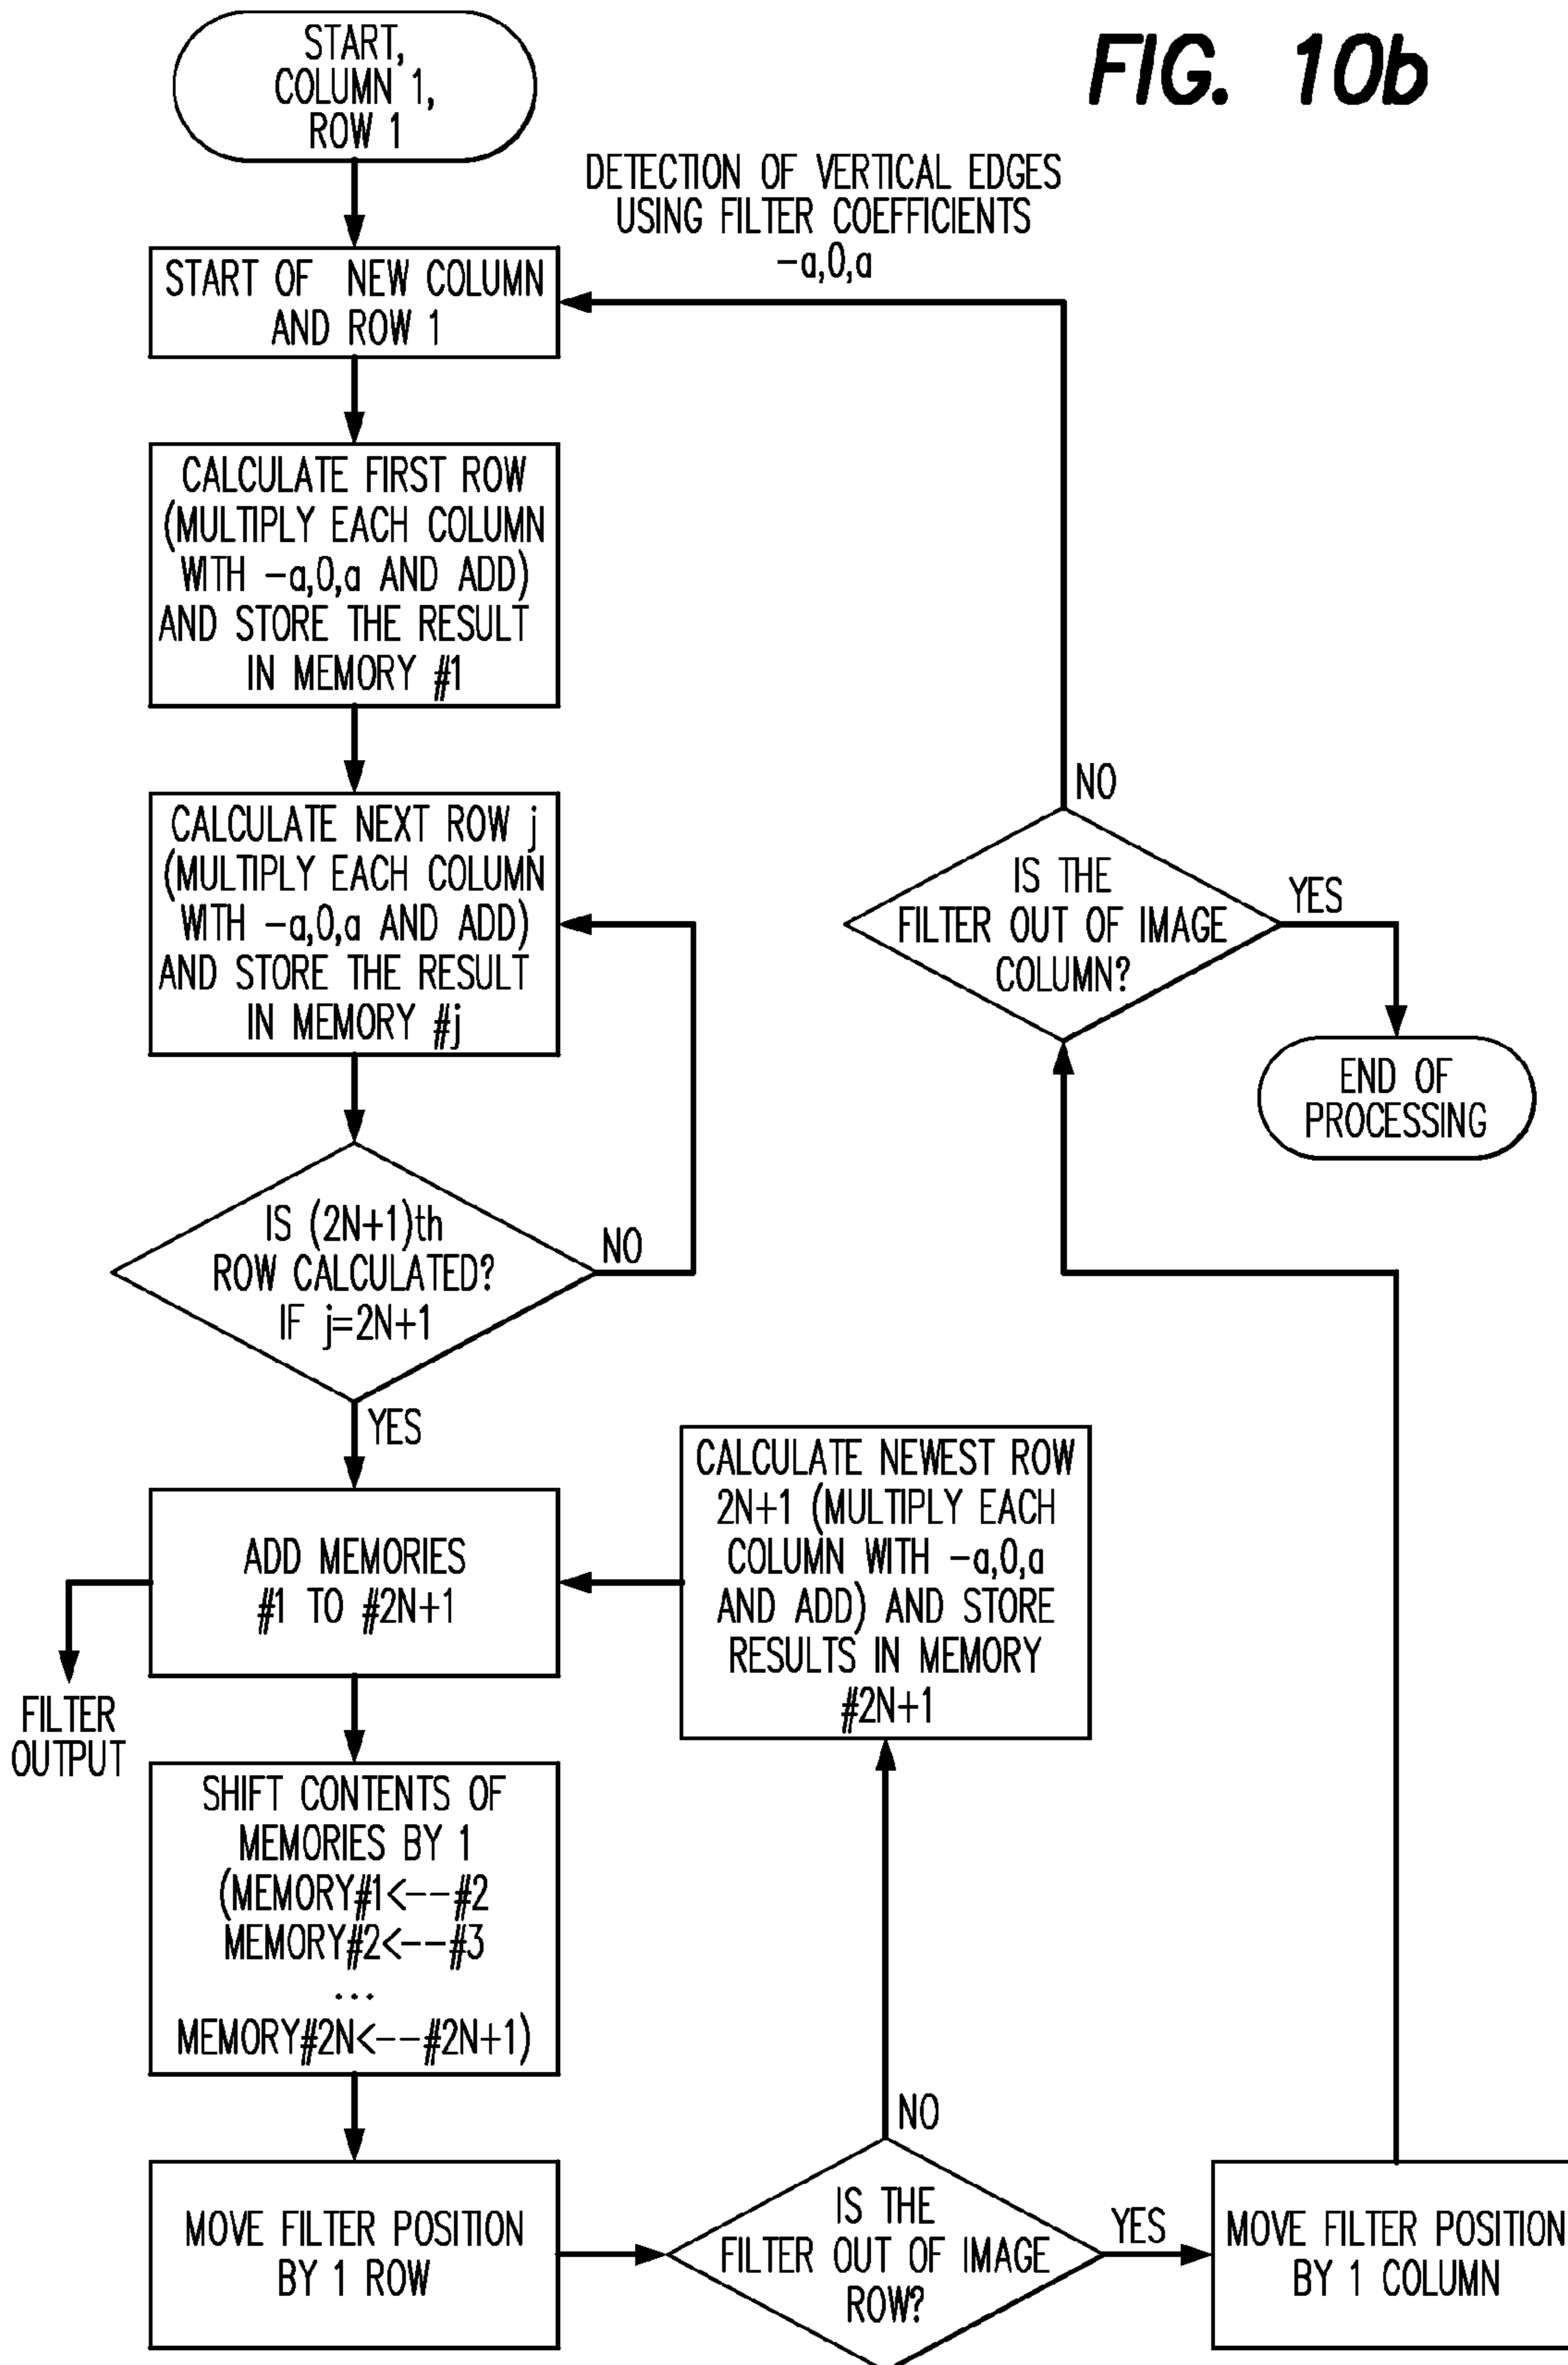 FIG. 10b
START,
COLUMN 1,
ROW 1
DETECTION OF VERTICAL EDGES
USING FILTER COEFFICIENTS
-a,0,a
START OF NEW COLUMN
AND ROW 1
CALCULATE FIRST ROW
(MULTIPLY EACH COLUMN
WITH -a,0,a AND ADD)
AND STORE THE RESULT
IN MEMORY #1
CALCULATE NEXT ROW j
(MULTIPLY EACH COLUMN
WITH -a,0,a AND ADD)
AND STORE THE RESULT
IN MEMORY #j
IS (2N+1)th
ROW CALCULATED?
IF j=2N+1
NO
YES
ADD MEMORIES
#1 TO #2N+1
FILTER
OUTPUT
SHIFT CONTENTS OF
MEMORIES BY 1
(MEMORY#1<--#2
MEMORY#2<--#3
...
MEMORY#2N<--#2N+1)
MOVE FILTER POSITION
BY 1 ROW
IS THE
FILTER OUT OF IMAGE
ROW?
NO
CALCULATE NEWEST ROW
2N+1 (MULTIPLY EACH
COLUMN WITH -a,0,a
AND ADD) AND STORE
RESULTS IN MEMORY
#2N+1
YES
MOVE FILTER POSITION
BY 1 COLUMN
IS THE
FILTER OUT OF IMAGE
COLUMN?
NO
YES
END OF
PROCESSING